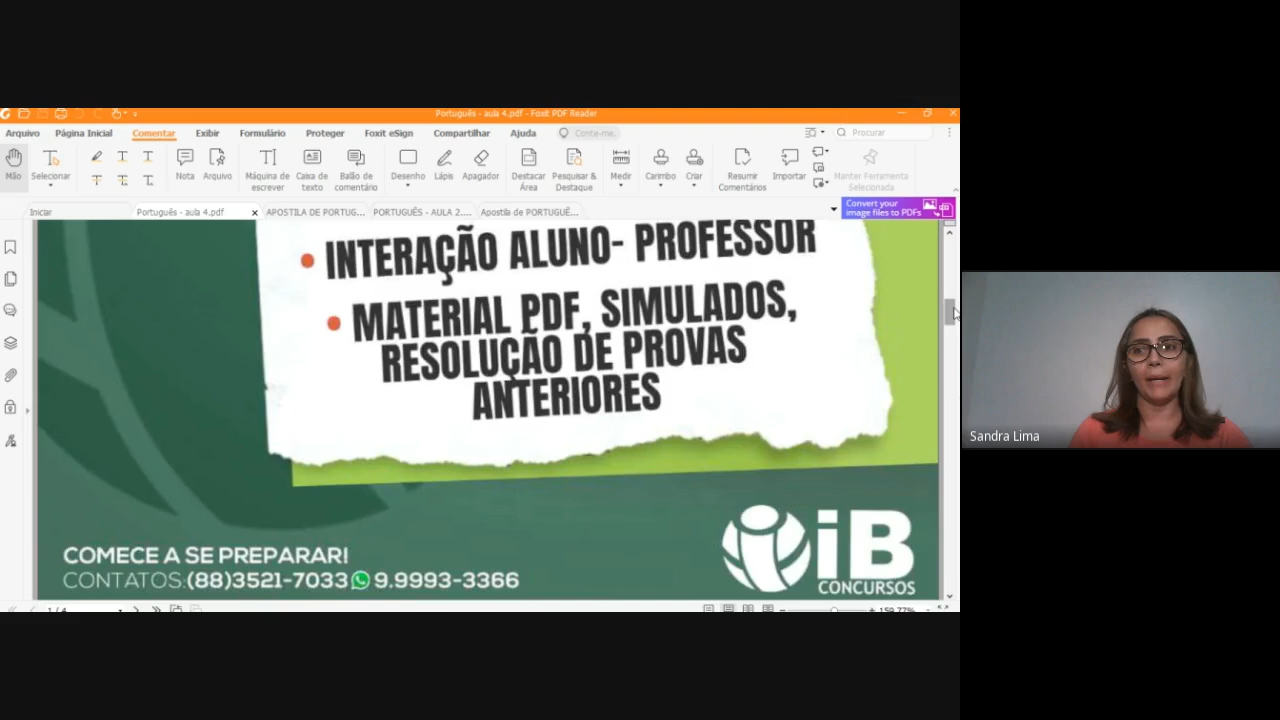 Português - aula 4.pdf - Foxit PDF Reader
Arquivo Página Inicial Comentar Exibir Formulário Proteger Foxit eSign Compartilhar Ajuda Conte-me. Procurar
Mão Selecionar Nota Arquivo Máquina de escrever Caixa de texto Balão de comentário Desenho Lápis Apagador Destacar Área Pesquisar & Destaque Medir Carimbo Criar Resumir Comentários Importar Manter Ferramenta Selecionada
Iniciar Português - aula 4.pdf APOSTILA DE PORTUG... PORTUGUÊS - AULA 2.... Apostila de PORTUGUÊ...
Convert your
image files to PDFs
• INTERAÇÃO ALUNO- PROFESSOR
• MATERIAL PDF, SIMULADOS,
RESOLUÇÃO DE PROVAS
ANTERIORES
COMECE A SE PREPARAR!
CONTATOS:(88)3521-7033 9.9993-3366
iB
CONCURSOS
1 / 4
159.77%
Sandra Lima